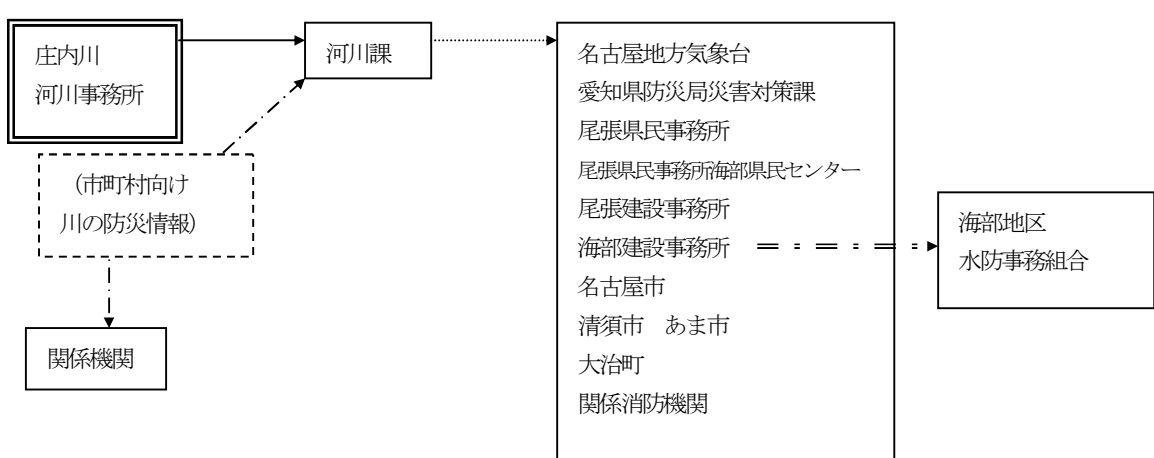 庄内川
河川事務所
河川課
（市町村向け
川の防災情報）
関係機関
名古屋地方気象台
愛知県防災局災害対策課
尾張県民事務所
尾張県民事務所海部県民センター
尾張建設事務所
海部建設事務所
名古屋市
清須市　あま市
大治町
関係消防機関
海部地区
水防事務組合